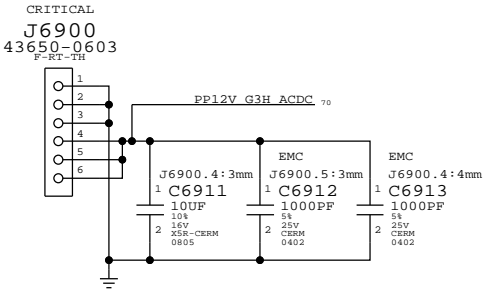 CRITICAL
J6900
43650-0603
F-RT-TH
1
2
3
4
5
6
PP12V G3H ACDC 70
J6900.4:3mm
1 C6911
10UF
10%
16V
2 X5R-CERM
0805
EMC
J6900.5:3mm
1 C6912
1000PF
5%
25V
2 CERM
0402
EMC
J6900.4:4mm
1 C6913
1000PF
5%
25V
2 CERM
0402